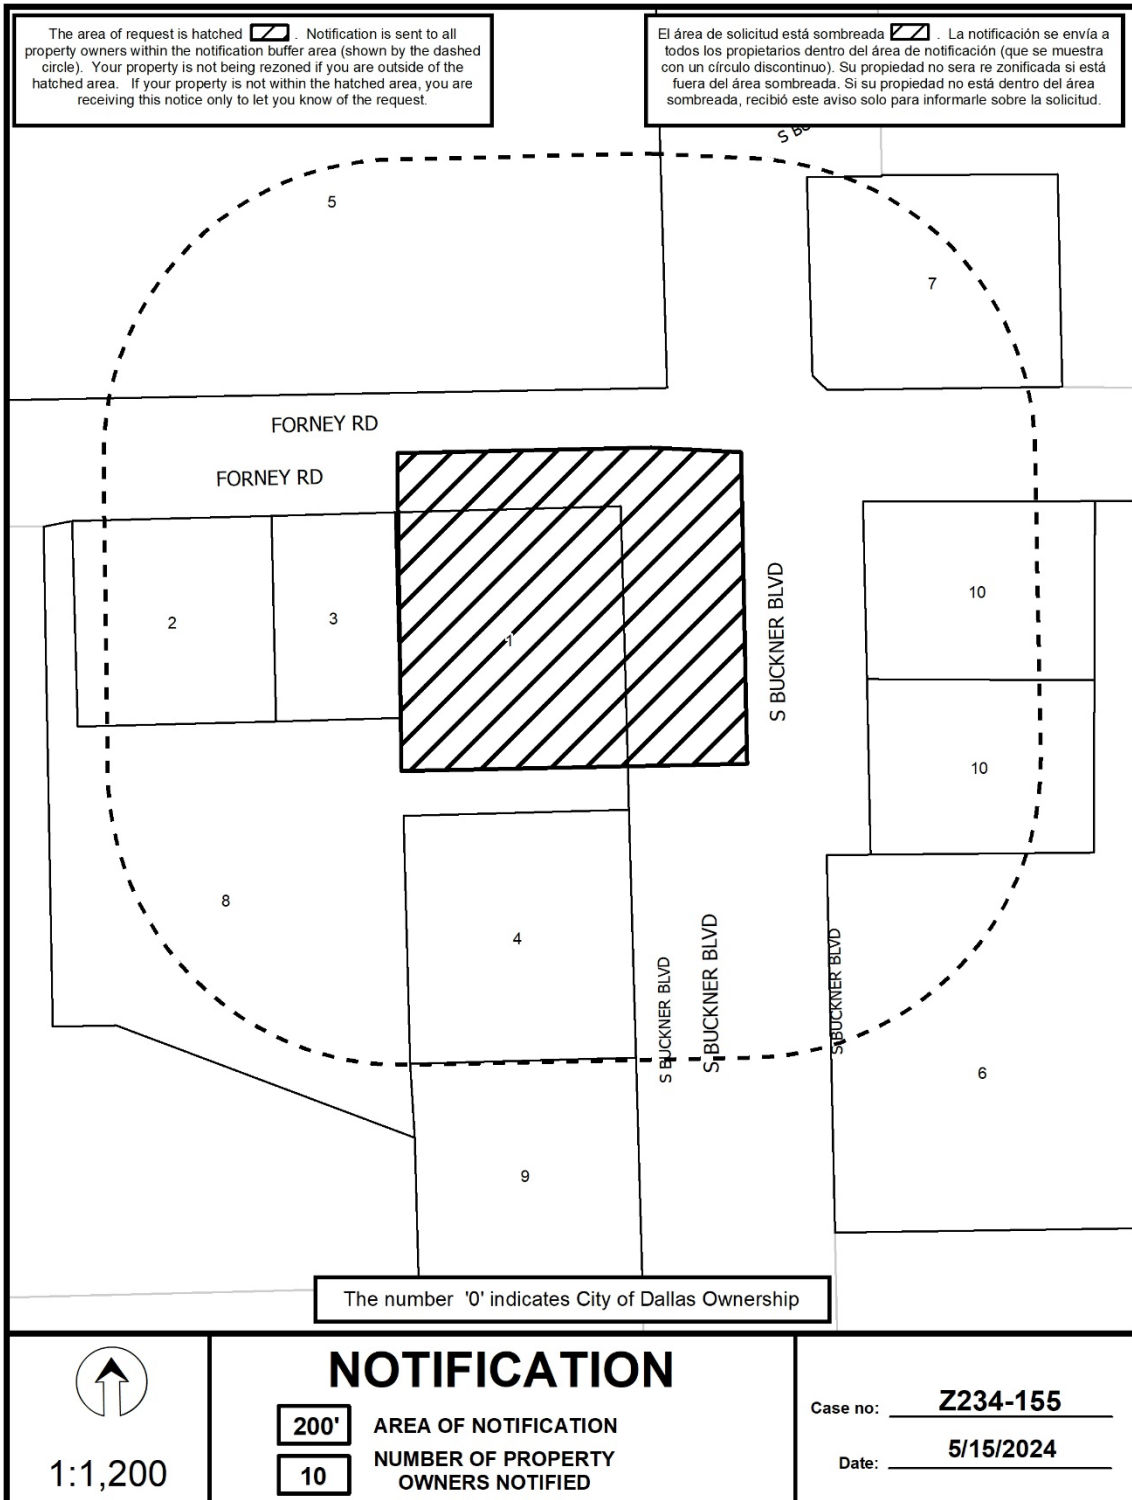 The area of request is hatched . Notification is sent to all
property owners within the notification buffer area (shown by the dashed
circle). Your property is not being rezoned if you are outside of the
hatched area. If your property is not within the hatched area, you are
receiving this notice only to let you know of the request.
El área de solicitud está sombreada . La notificación se envía a
todos los propietarios dentro del área de notificación (que se muestra
con un círculo discontinuo). Su propiedad no sera re zonificada si está
fuera del área sombreada. Si su propiedad no está dentro del área
sombreada, recibió este aviso solo para informarle sobre la solicitud.
5
7
FORNEY RD
FORNEY RD
2
3
1
S BUCKNER BLVD
10
10
8
4
S BUCKNER BLVD
S BUCKNER BLVD
S BUCKNER BLVD
6
9
The number '0' indicates City of Dallas Ownership
1:1,200
NOTIFICATION
200' AREA OF NOTIFICATION
10 NUMBER OF PROPERTY
OWNERS NOTIFIED
Case no: Z234-155
Date: 5/15/2024